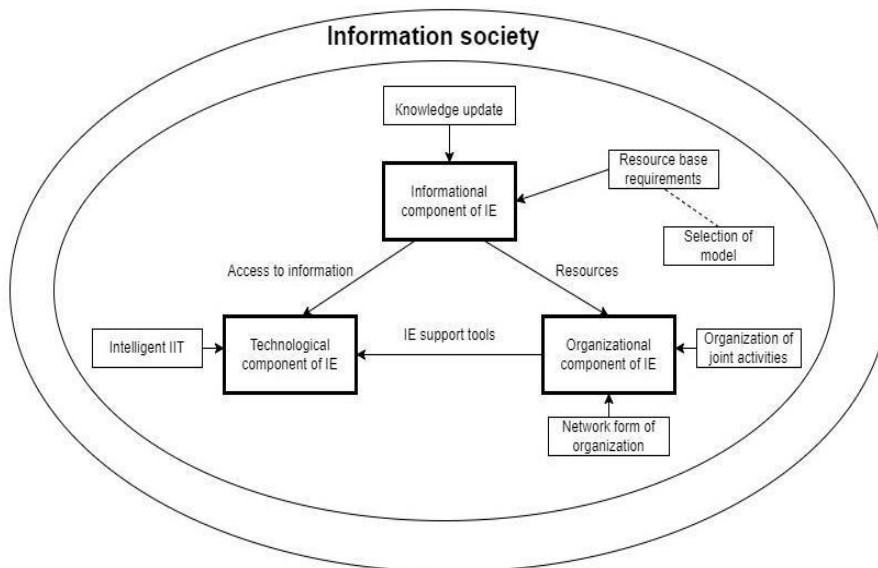 Information society
Knowledge update
Informational
component of IE
Resource base
requirements
Selection of
model
Access to information
Resources
Intelligent IIT
Technological
component of IE
IE support tools
Organizational
component of IE
Organization of
joint activities
Network form of
organization